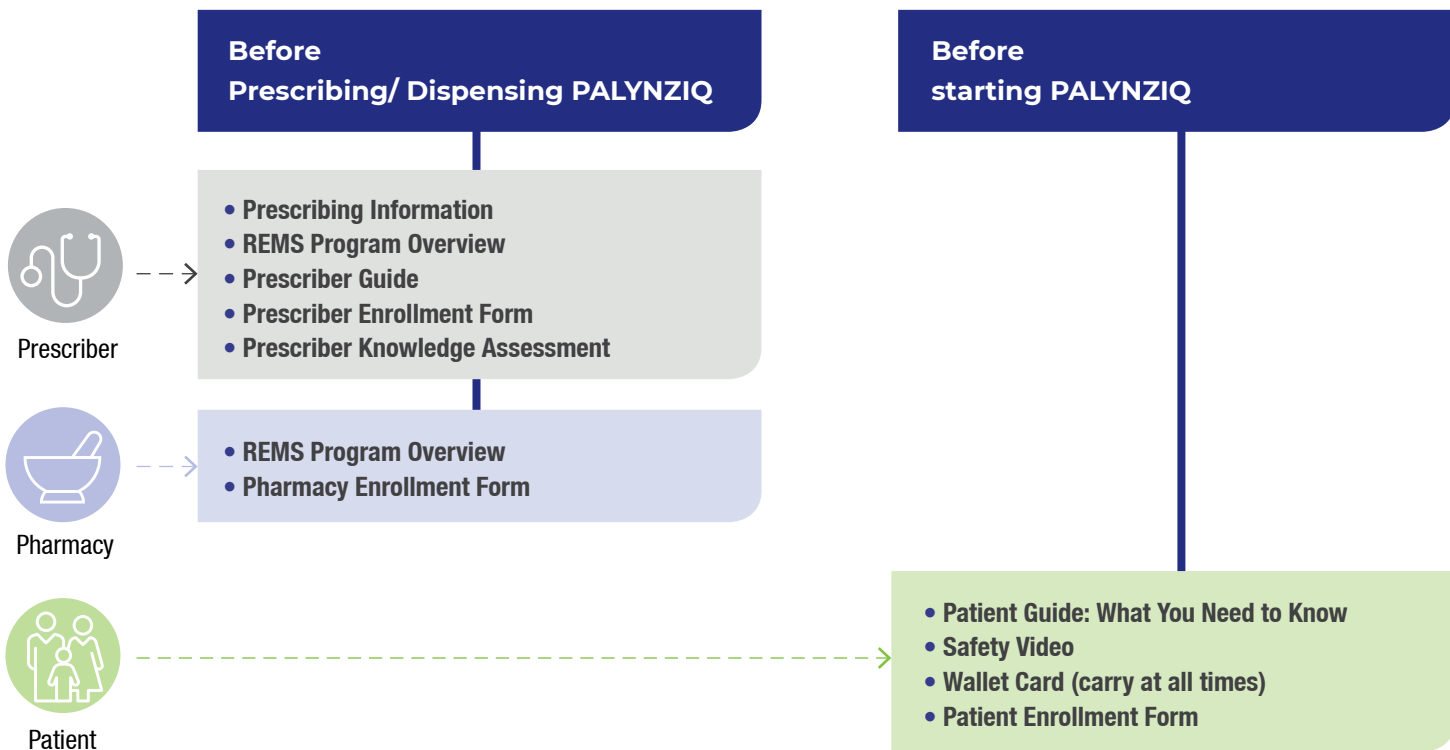 Before
Prescribing/ Dispensing PALYNZIQ
Before
starting PALYNZIQ
• Prescribing Information
• REMS Program Overview
• Prescriber Guide
• Prescriber Enrollment Form
• Prescriber Knowledge Assessment
Prescriber
• REMS Program Overview
• Pharmacy Enrollment Form
Pharmacy
• Patient Guide: What You Need to Know
• Safety Video
• Wallet Card (carry at all times)
• Patient Enrollment Form
Patient